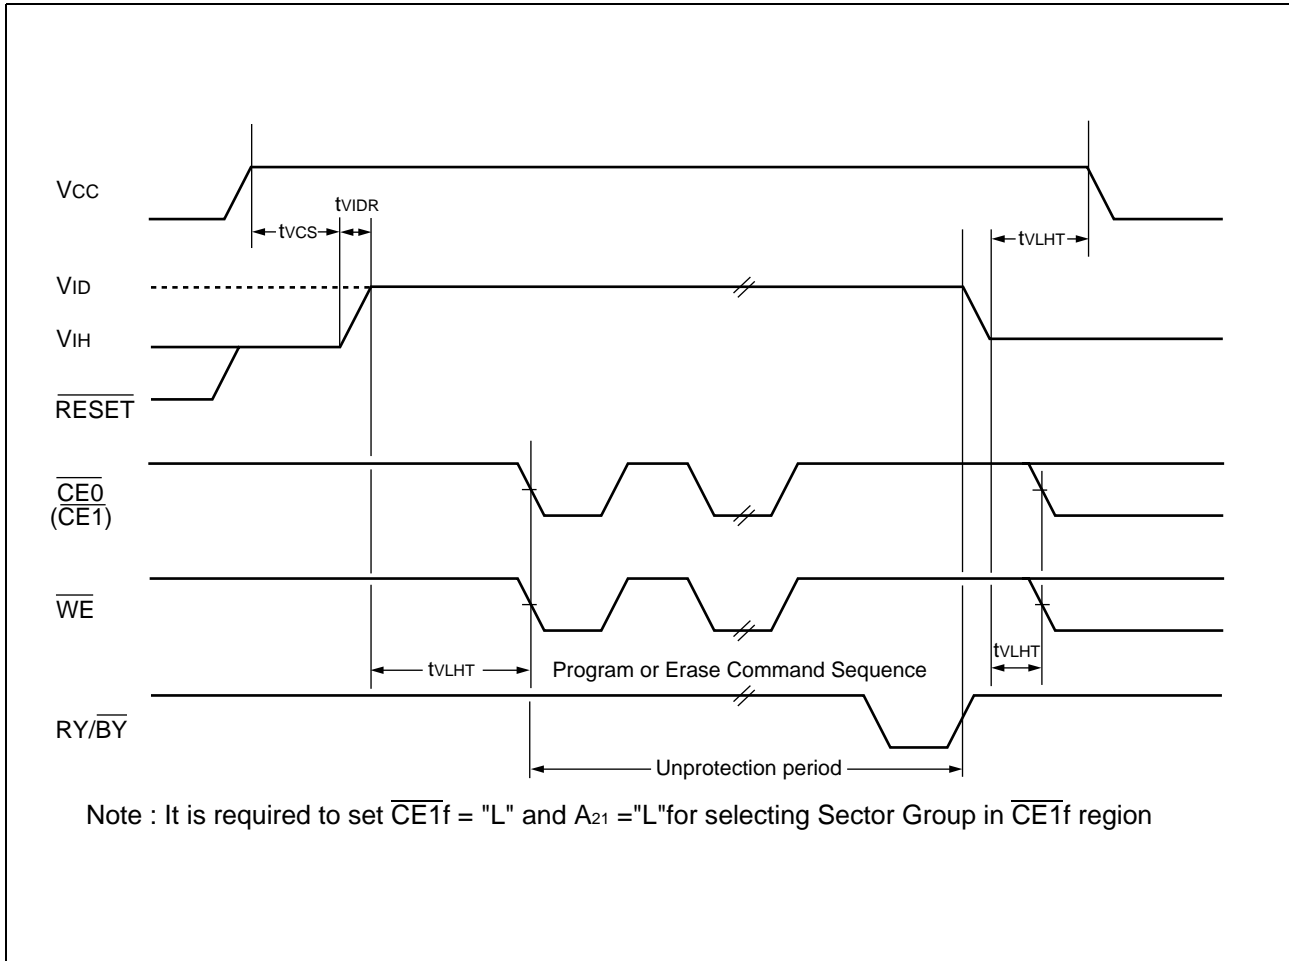 VCC
tVIDR
tVCS
tVLHT
VID
VIH
RESET
CE0
(CE1)
WE
tVLHT
Program or Erase Command Sequence
tVLHT
RY/BY
Unprotection period
Note : It is required to set CE1f = "L" and A21 ="L"for selecting Sector Group in CE1f region